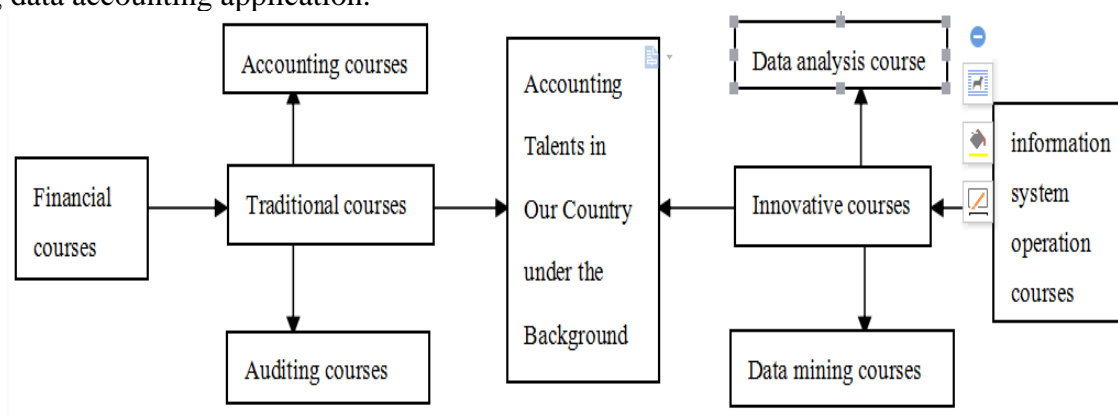 data accounting application.
Financial
courses
Accounting courses
Traditional courses
Auditing courses
Accounting
Talents in
Our Country
under the
Background
Data analysis course
Innovative courses
Data mining courses
information
system
operation
courses